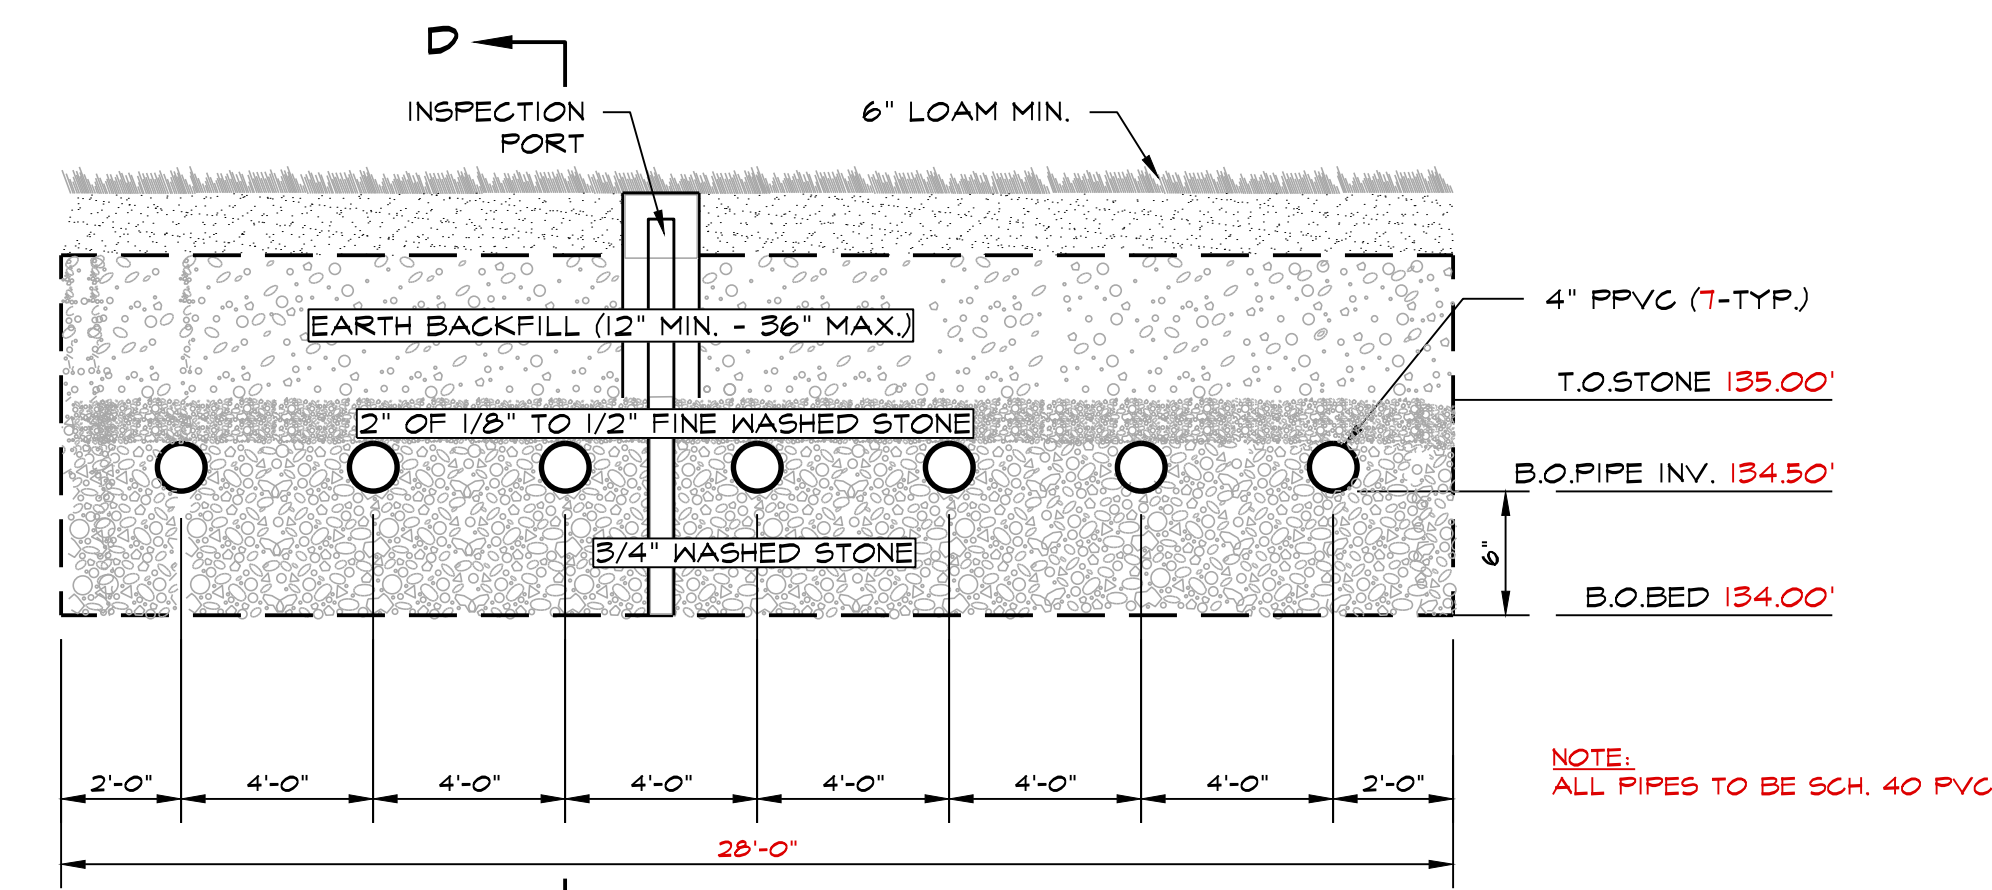 D
INSPECTION
PORT
6" LOAM MIN.
EARTH BACKFILL (12" MIN. - 36" MAX.)
4" PPVC (7-TYP.)
T.O.STONE 135.00'
2" OF 1/8" TO 1/2" FINE WASHED STONE
B.O.PIPE INV. 134.50'
3/4" WASHED STONE
6"
B.O.BED 134.00'
NOTE:
ALL PIPES TO BE SCH. 40 PVC
2'-0" 4'-0" 4'-0" 4'-0" 4'-0" 4'-0" 4'-0" 2'-0"
28'-0"